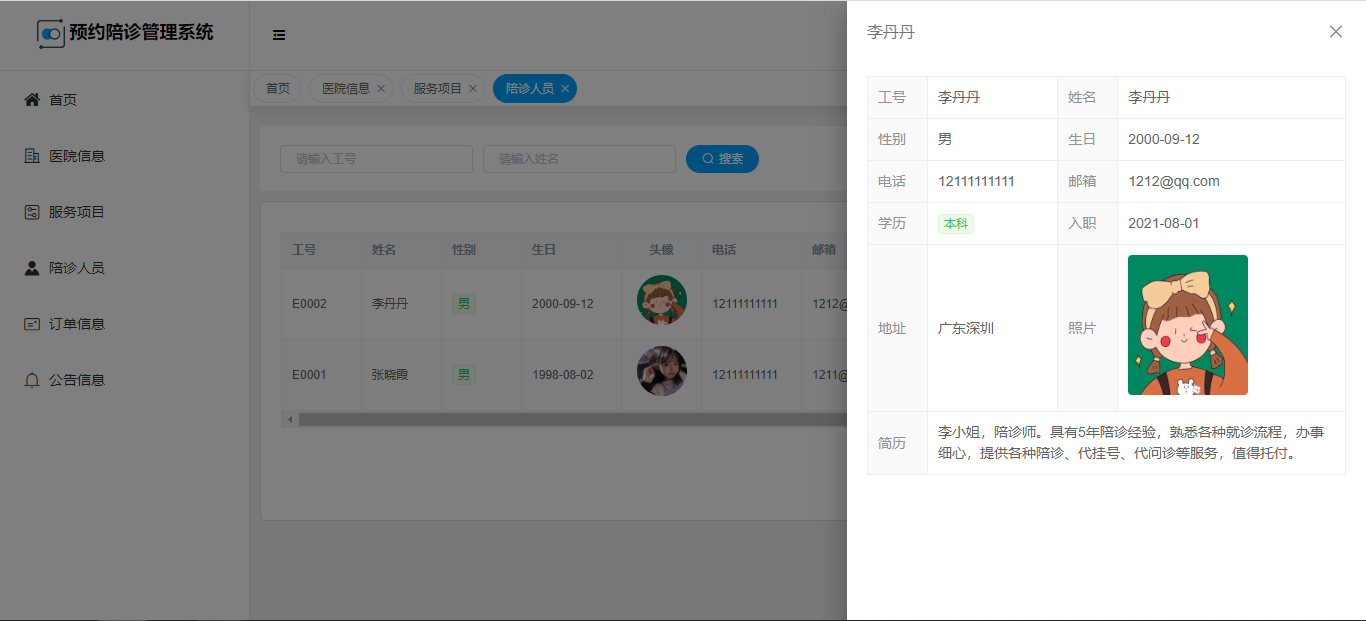 预约陪诊管理系统
首页
医院信息
服务项目
陪诊人员
订单信息
公告信息
首页 医院信息 服务项目 陪诊人员
请输入工号 请输入姓名 搜索
工号 姓名 性别 生日 头像 电话 邮箱
E0002 李丹丹 男 2000-09-12 12111111111 1212@
E0001 张晓霞 男 1998-08-02 12111111111 1211@
李丹丹
工号 李丹丹 姓名 李丹丹
性别 男 生日 2000-09-12
电话 12111111111 邮箱 1212@qq.com
学历 本科 入职 2021-08-01
地址 广东深圳 照片
简历 李小姐，陪诊师。具有5年陪诊经验，熟悉各种就诊流程，办事
细心，提供各种陪诊、代挂号、代问诊等服务，值得托付。